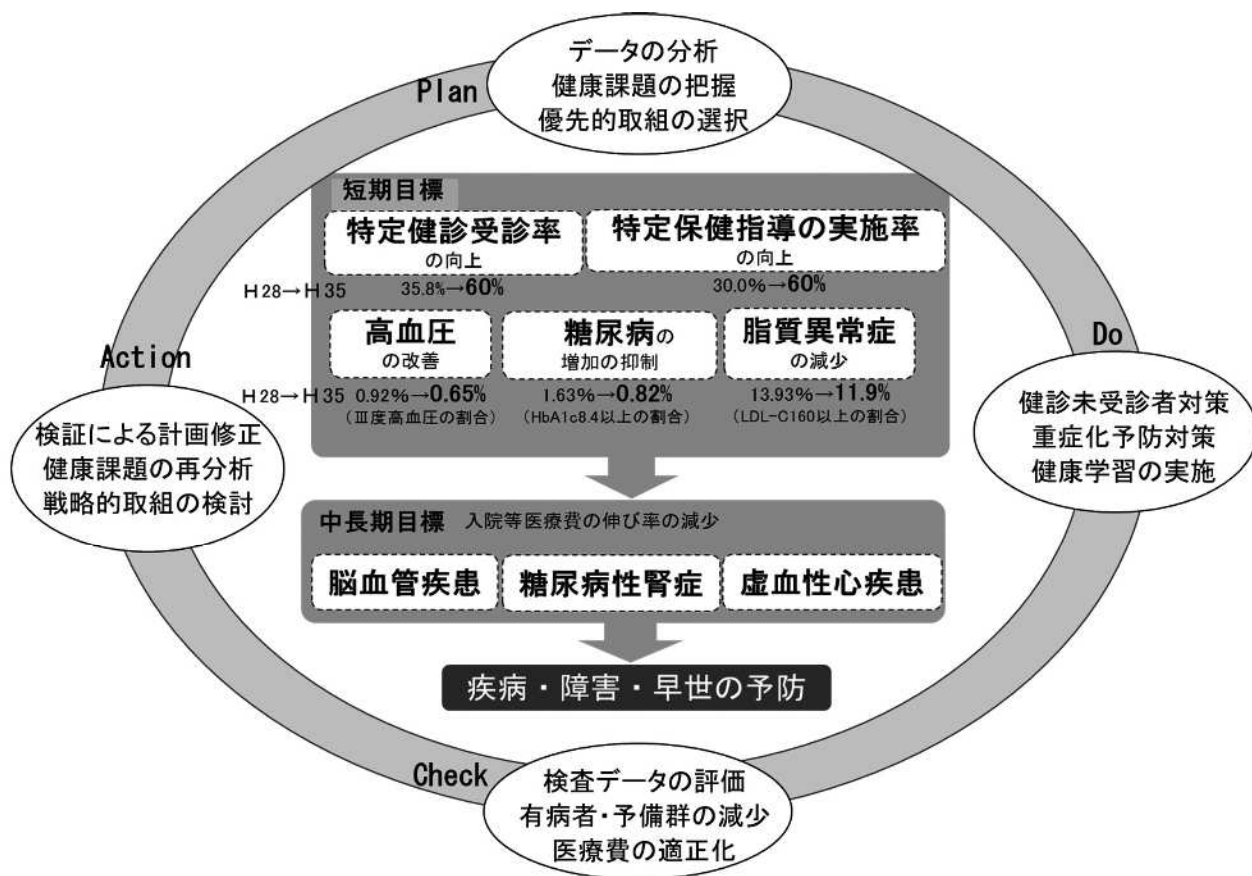 データの分析
健康課題の把握
優先的取組の選択
Plan
短期目標
特定健診受診率
の向上
特定保健指導の実施率
の向上
H28→H35
35.8%→60%
30.0%→60%
高血圧
の改善
糖尿病の
増加の抑制
脂質異常症
の減少
H28→H35 0.92%→0.65%
1.63%→0.82%
13.93%→11.9%
(Ⅲ度高血圧の割合)
(HbA1c8.4以上の割合)
(LDL-C160以上の割合)
Do
健診未受診者対策
重症化予防対策
健康学習の実施
Action
検証による計画修正
健康課題の再分析
戦略的取組の検討
中長期目標 入院等医療費の伸び率の減少
脳血管疾患
糖尿病性腎症
虚血性心疾患
疾病・障害・早世の予防
Check
検査データの評価
有病者・予備群の減少
医療費の適正化